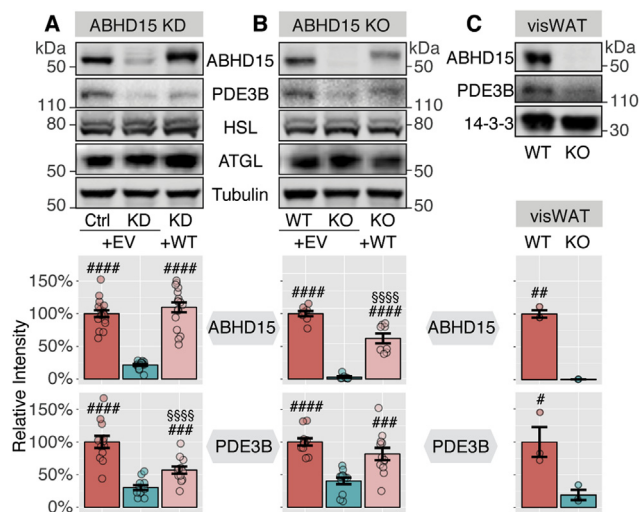 A ABHD15 KD B ABHD15 KO C visWAT
kDa kDa kDa kDa
50 ABHD15 50 50 ABHD15
110 PDE3B 110 PDE3B 110
80 HSL 80 14-3-3 30
50 ATGL 50 WT KO
50 Tubulin 50
Ctrl KD KD WT KO KO visWAT
+EV +WT +EV +WT WT KO
Relative Intensity
150% #### #### #### §§§§ #### ##
100% ABHD15 ABHD15
50%
0%
150% #### §§§§ ### #### ### #
100% PDE3B PDE3B
50%
0%